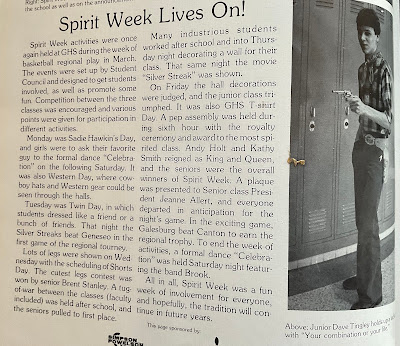 the school as well as on the announcement
Spirit Week Lives On!
Spirit Week activities were once
again held at GHS during the week of
basketball regional play in March.
The events were set up by Student
Council and designed to get students
involved, as well as promote some
fun. Competition between the three
classes was encouraged and various
points were given for participation in
different activities.
Monday was Sadie Hawkin's Day,
and girls were to ask their favorite
guy to the formal dance "Celebra-
tion" on the following Saturday. It
was also Western Day, where cow-
boy hats and Western gear could be
seen through the halls.
Tuesday was Twin Day, in which
students dressed like a friend or a
bunch of friends. That night the
Silver Streaks beat Geneseo in the
first game of the regional tourney.
Lots of legs were shown on Wed-
nesday with the scheduling of Shorts
Day. The cutest legs contest was
won by senior Brent Stanley. A tug-
of-war between the classes (faculty
included) was held after school, and
the seniors pulled to first place.
Many industrious students
worked after school and into Thurs-
day night decorating a wall for their
class. That same night the movie
"Silver Streak" was shown.
On Friday the hall decorations
were judged, and the junior class tri-
umphed. It was also GHS T-shirt
Day. A pep assembly was held dur-
ing sixth hour with the royalty
ceremony and award to the most spi-
rited class. Andy Holt and Kathy
Smith reigned as King and Queen,
and the seniors were the overall
winners of Spirit Week. A plaque
was presented to Senior class Presi-
dent Jeanne Allert, and everyone
departed in anticipation for the
night's game. In the exciting game,
Galesburg beat Canton to earn the
regional trophy. To end the week of
activities, a formal dance "Celebra-
tion" was held Saturday night featur-
ing the band Brook.
All in all, Spirit Week was a fun
week of involvement for everyone,
and hopefully, the tradition will con-
tinue in future years.
This page sponsored by:
SIMPSON
POWELSON
Above: Junior Dave Tingley holds up a
with "Your combination or your life."